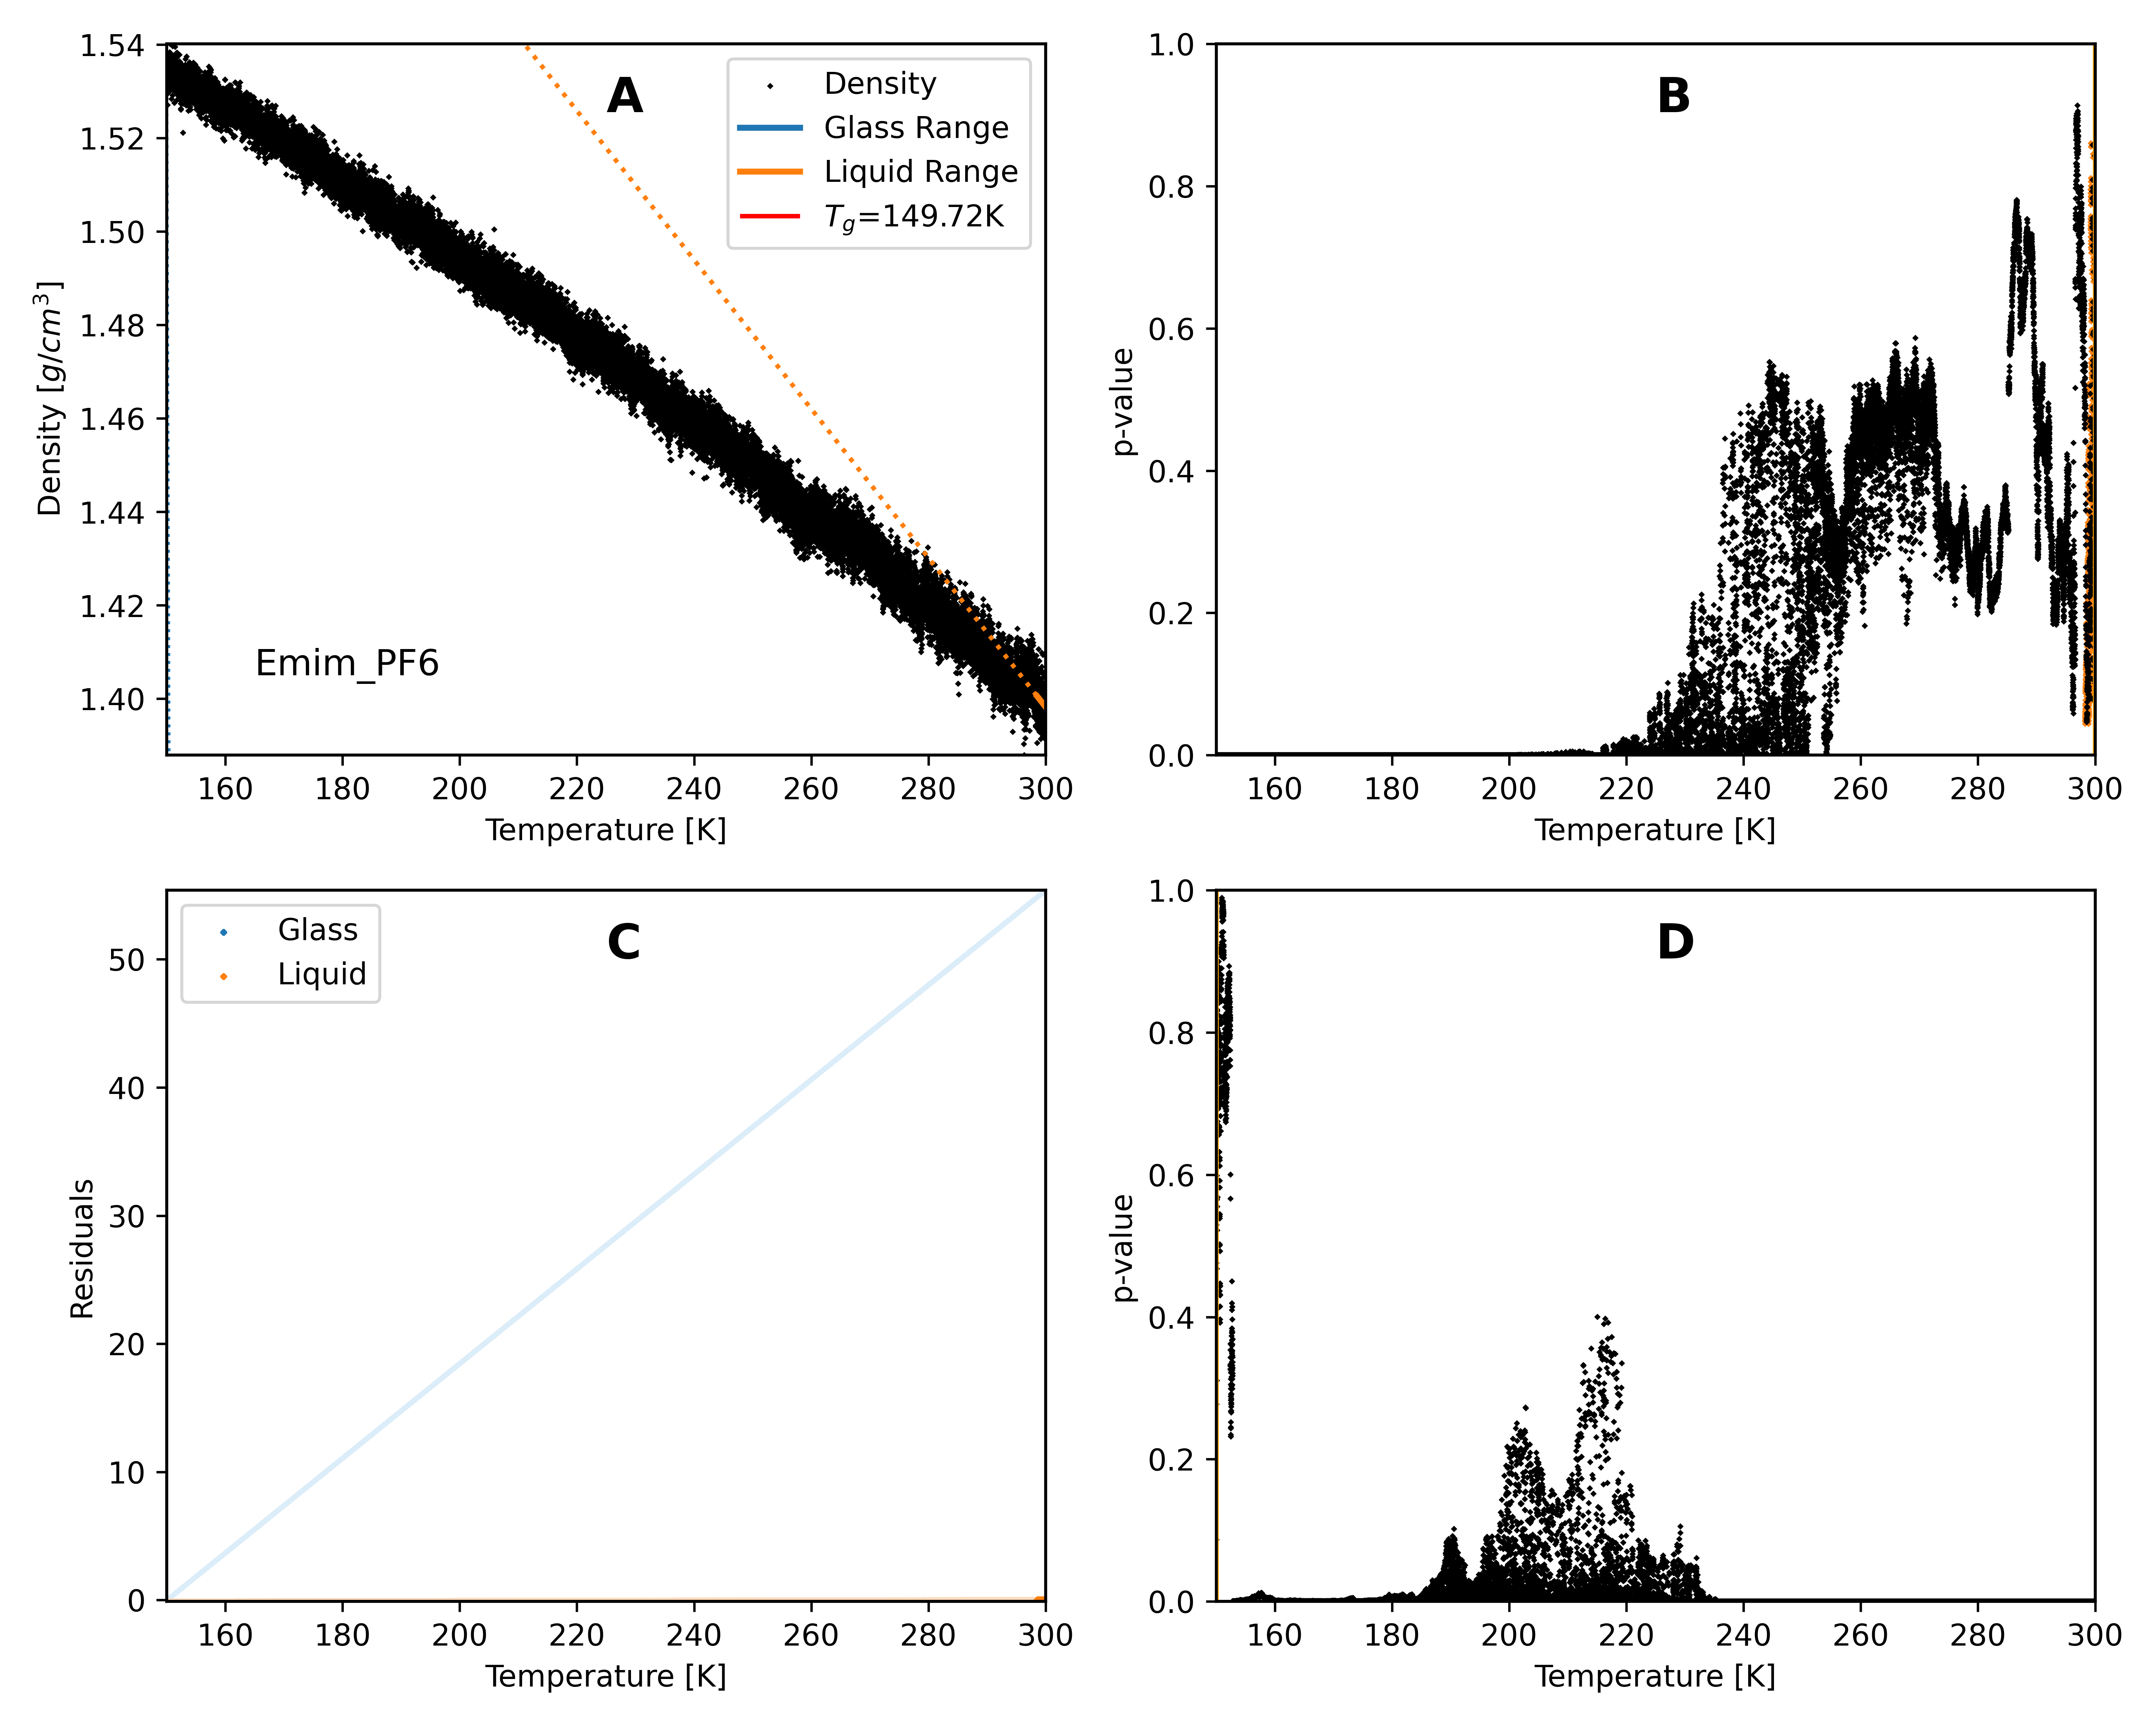 A
Density
Glass Range
Liquid Range
Tg=149.72K
1.54
1.52
1.50
1.48
1.46
1.44
1.42
1.40
Density [g/cm³]
Emim_PF6
160 180 200 220 240 260 280 300
Temperature [K]
B
1.0
0.8
0.6
0.4
0.2
0.0
p-value
160 180 200 220 240 260 280 300
Temperature [K]
C
Glass
Liquid
50
40
30
20
10
0
Residuals
160 180 200 220 240 260 280 300
Temperature [K]
D
1.0
0.8
0.6
0.4
0.2
0.0
p-value
160 180 200 220 240 260 280 300
Temperature [K]